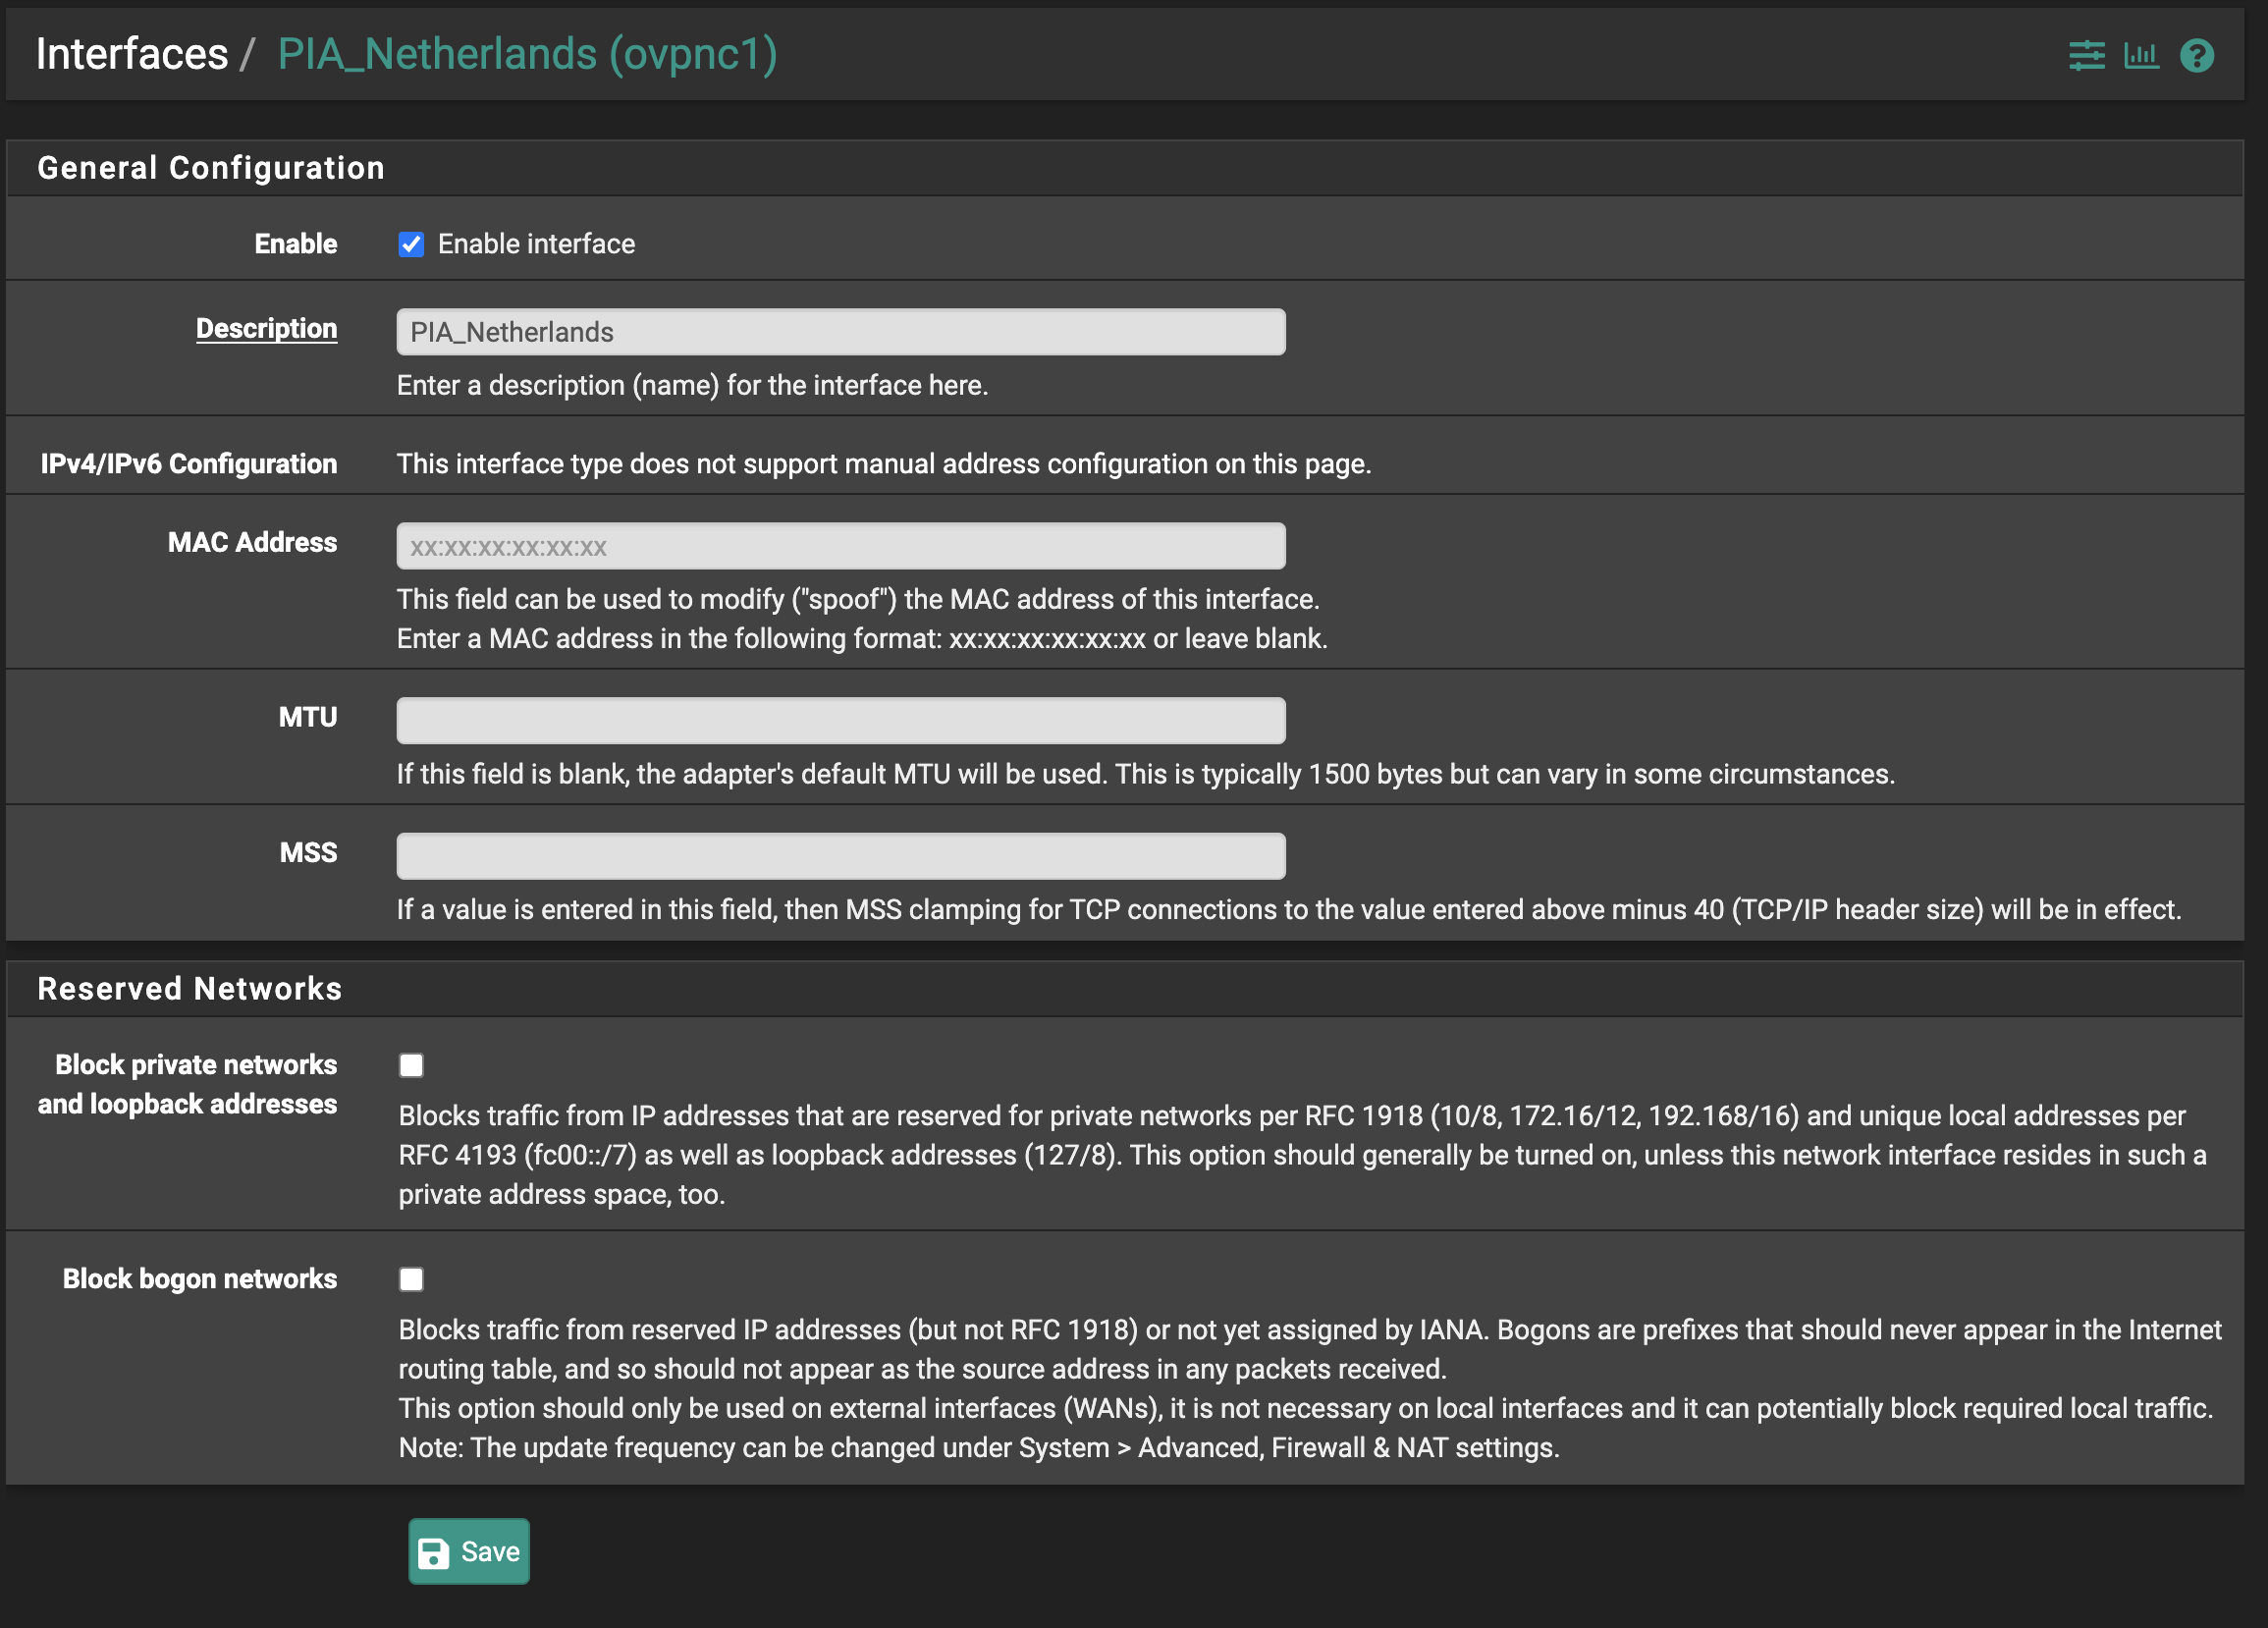 Interfaces / PIA_Netherlands (ovpnc1)
General Configuration
Enable
Enable interface
Description
PIA_Netherlands
Enter a description (name) for the interface here.
IPv4/IPv6 Configuration
This interface type does not support manual address configuration on this page.
MAC Address
xx:xx:xx:xx:xx:xx
This field can be used to modify ("spoof") the MAC address of this interface.
Enter a MAC address in the following format: xx:xx:xx:xx:xx:xx or leave blank.
MTU
If this field is blank, the adapter's default MTU will be used. This is typically 1500 bytes but can vary in some circumstances.
MSS
If a value is entered in this field, then MSS clamping for TCP connections to the value entered above minus 40 (TCP/IP header size) will be in effect.
Reserved Networks
Block private networks
and loopback addresses
Blocks traffic from IP addresses that are reserved for private networks per RFC 1918 (10/8, 172.16/12, 192.168/16) and unique local addresses per
RFC 4193 (fc00::/7) as well as loopback addresses (127/8). This option should generally be turned on, unless this network interface resides in such a
private address space, too.
Block bogon networks
Blocks traffic from reserved IP addresses (but not RFC 1918) or not yet assigned by IANA. Bogons are prefixes that should never appear in the Internet
routing table, and so should not appear as the source address in any packets received.
This option should only be used on external interfaces (WANs), it is not necessary on local interfaces and it can potentially block required local traffic.
Note: The update frequency can be changed under System > Advanced, Firewall & NAT settings.
Save